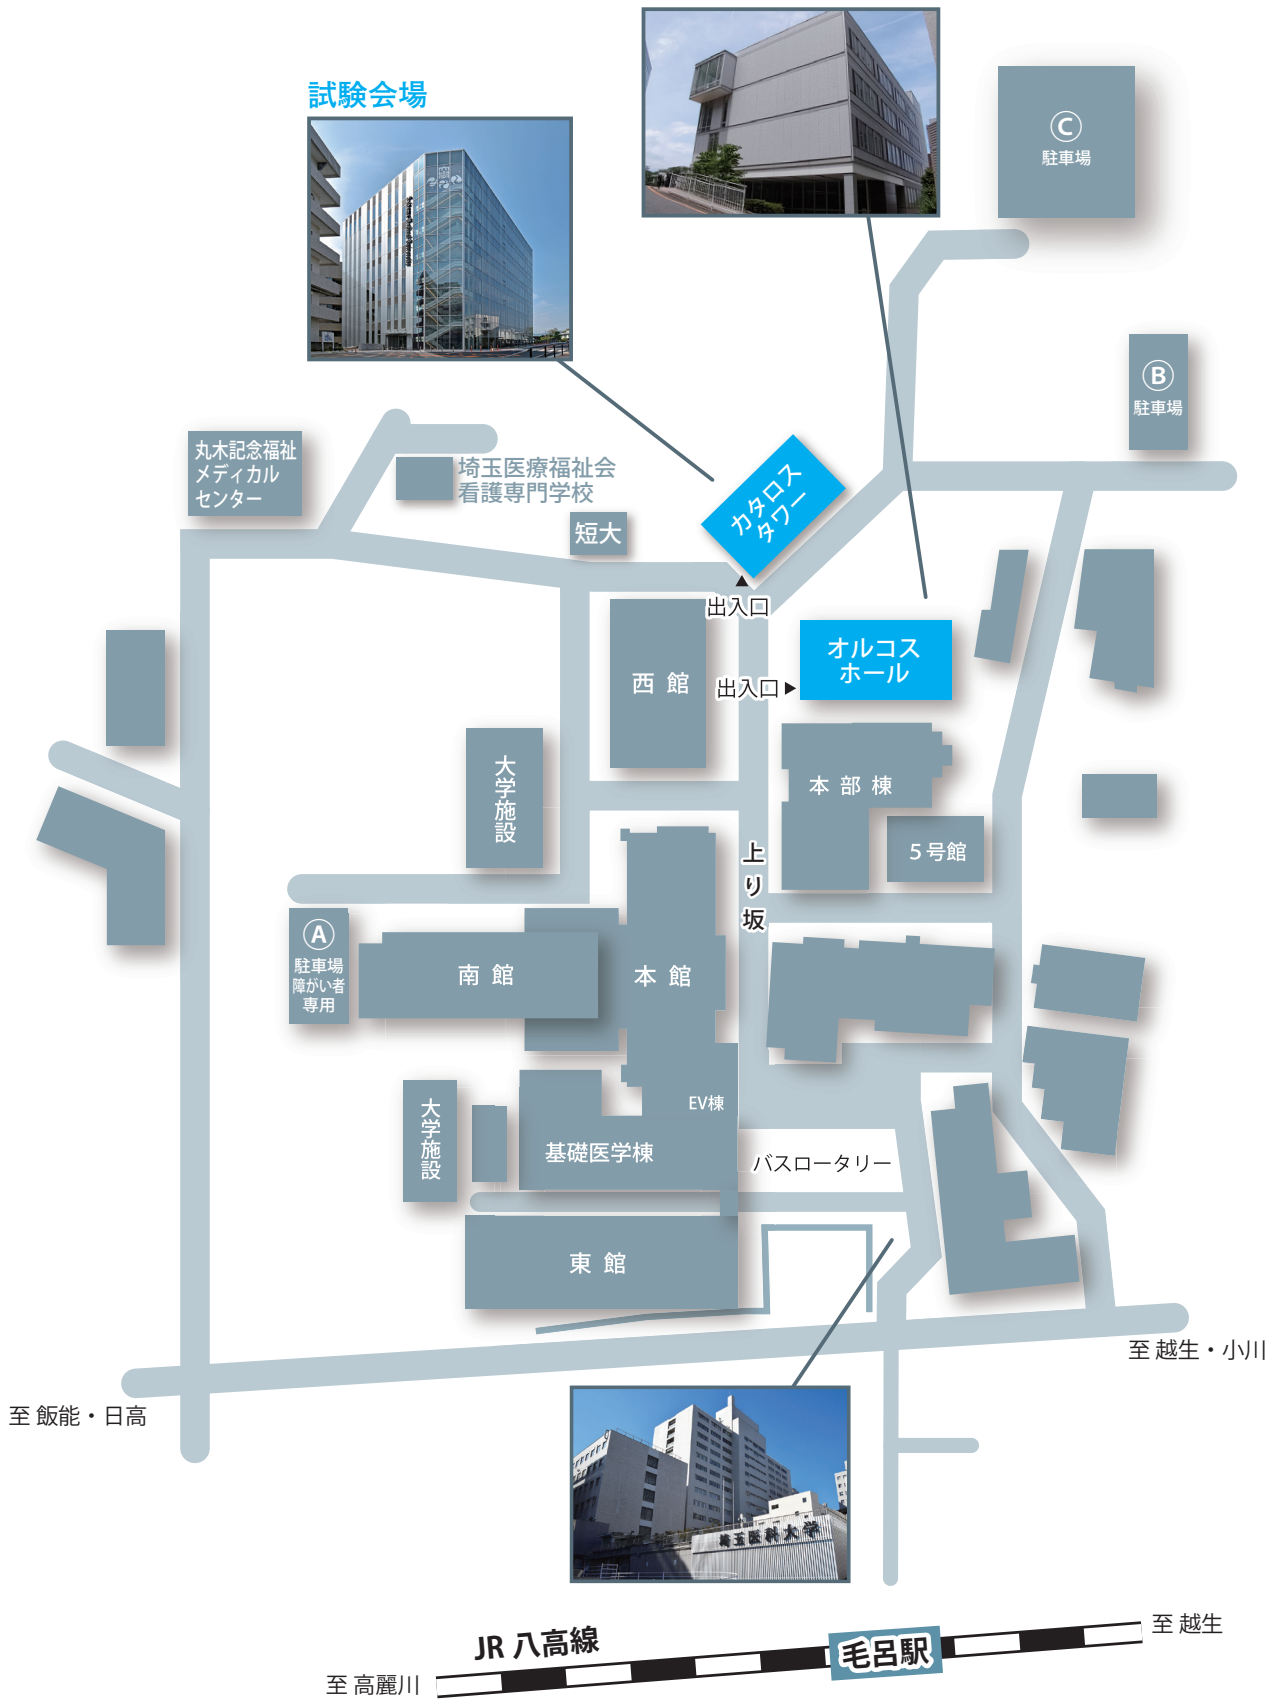 試験会場
Ⓒ
駐車場
Ⓑ
駐車場
丸木記念福祉
メディカル
センター
埼玉医療福祉会
看護専門学校
短大
カタロス
タワー
出入口
オルコス
ホール
出入口
西 館
大学施設
本 部 棟
5 号館
上り坂
Ⓐ
駐車場
障がい者
専用
南 館
本 館
大学施設
EV棟
基礎医学棟
バスロータリー
東 館
至 越生・小川
至 飯能・日高
埼玉医科大学
JR 八高線
毛呂駅
至 越生
至 高麗川